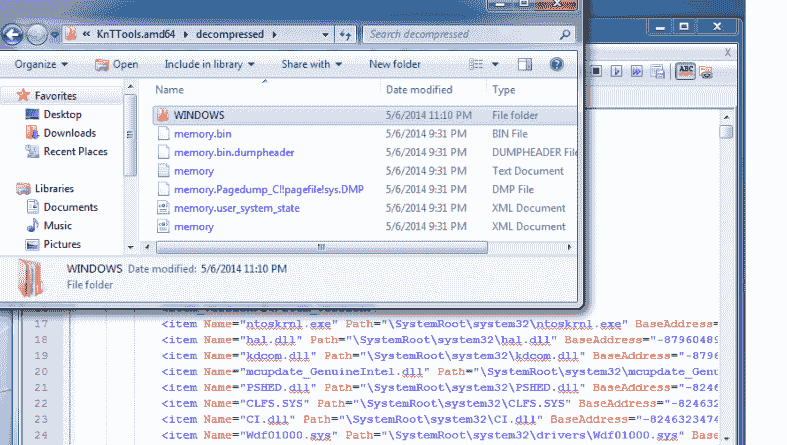 « KnTTools.amd64 ▸ decompressed ▸
Search decompressed
Organize ▾ Open Include in library ▾ Share with ▾ New folder
Favorites
Desktop
Downloads
Recent Places
Libraries
Documents
Music
Pictures
Name Date modified Type
WINDOWS 5/6/2014 11:10 PM File folder
memory.bin 5/6/2014 9:31 PM BIN File
memory.bin.dumpheader 5/6/2014 9:31 PM DUMPHEADER File
memory 5/6/2014 9:31 PM Text Document
memory.Pagedump_C!!pagefile!sys.DMP 5/6/2014 9:31 PM DMP File
memory.user_system_state 5/6/2014 9:31 PM XML Document
memory 5/6/2014 9:31 PM XML Document
WINDOWS Date modified: 5/6/2014 11:10 PM
File folder
ABC
17 <item Name="ntoskrnl.exe" Path="\SystemRoot\system32\ntoskrnl.exe" BaseAddress=
18 <item Name="hal.dll" Path="\SystemRoot\system32\hal.dll" BaseAddress="-87960489
19 <item Name="kdcom.dll" Path="\SystemRoot\system32\kdcom.dll" BaseAddress="-8796
20 <item Name="mcupdate_GenuineIntel.dll" Path="\SystemRoot\system32\mcupdate_Genu
21 <item Name="PSHED.dll" Path="\SystemRoot\system32\PSHED.dll" BaseAddress="-8246
22 <item Name="CLFS.SYS" Path="\SystemRoot\system32\CLFS.SYS" BaseAddress="-824632
23 <item Name="CI.dll" Path="\SystemRoot\system32\CI.dll" BaseAddress="-8246323474
24 <item Name="Wdf01000.sys" Path="\SystemRoot\system32\drivers\Wdf01000.sys" Base